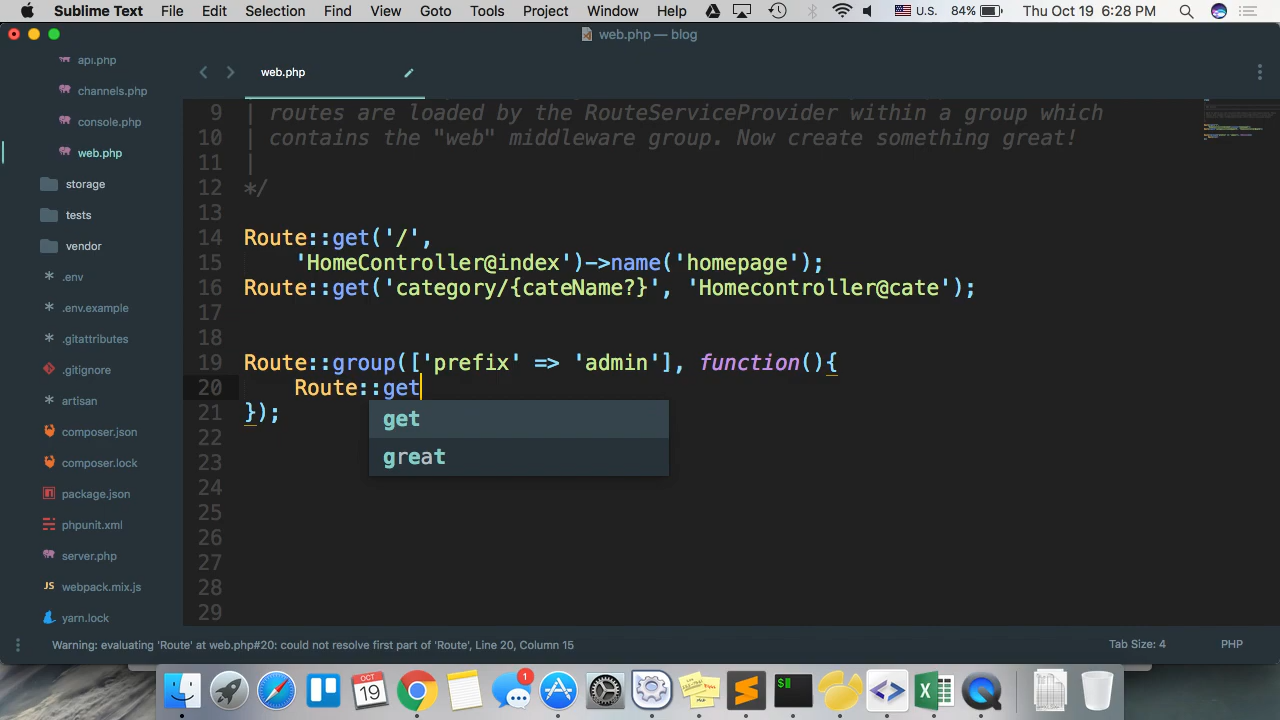 Sublime Text File Edit Selection Find View Goto Tools Project Window Help U.S. 84% Thu Oct 19 6:28 PM
web.php — blog
api.php
channels.php
console.php
web.php
storage
tests
vendor
.env
.env.example
.gitattributes
.gitignore
artisan
composer.json
composer.lock
package.json
phpunit.xml
server.php
JS webpack.mix.js
yarn.lock
web.php
9 | routes are loaded by the RouteServiceProvider within a group which
10 | contains the "web" middleware group. Now create something great!
11 |
12 */
13
14 Route::get('/',
15 'HomeController@index')->name('homepage');
16 Route::get('category/{cateName?}', 'Homecontroller@cate');
17
18
19 Route::group(['prefix' => 'admin'], function(){
20 Route::get
21 });
get
great
22
23
24
25
26
27
28
29
Warning: evaluating 'Route' at web.php#20: could not resolve first part of 'Route', Line 20, Column 15 Tab Size: 4 PHP
OCT
19
1